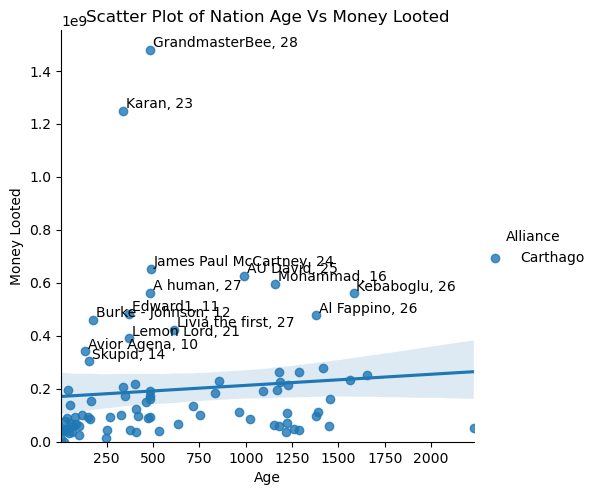 Scatter Plot of Nation Age Vs Money Looted
1e9
GrandmasterBee, 28
Karan, 23
James Paul McCartney, 24
AU David, 25
Mohammad, 16
A human, 27
Kebaboglu, 26
Edward1, 11
Burke - Johnson, 12
Al Fappino, 26
Livia the first, 27
Lemon Lord, 21
Avior Agena, 10
Skupid, 14
Money Looted
1.4
1.2
1.0
0.8
0.6
0.4
0.2
0.0
250
500
750
1000
1250
1500
1750
2000
Age
Alliance
Carthago